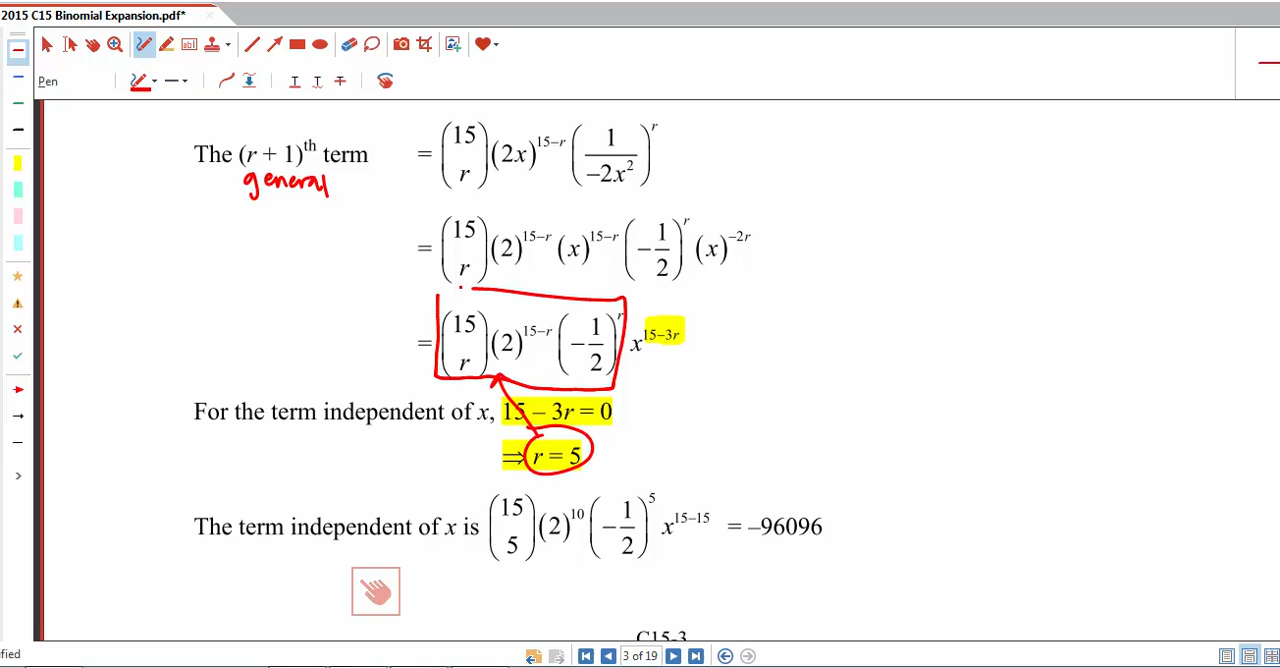 2015 C15 Binomial Expansion.pdf*
Pen
The (r + 1)^th term = (15 r) (2x)^{15–r} (1/–2x²)^r
general
= (15 r) (2)^{15–r} (x)^{15–r} (–1/2)^r (x)^{–2r}
= (15 r) (2)^{15–r} (–1/2)^r x^{15–3r}
For the term independent of x, 15 – 3r = 0
⇒ r = 5
The term independent of x is (15 5) (2)^{10} (–1/2)^5 x^{15–15} = –96096
C15-3
ified
3 of 19